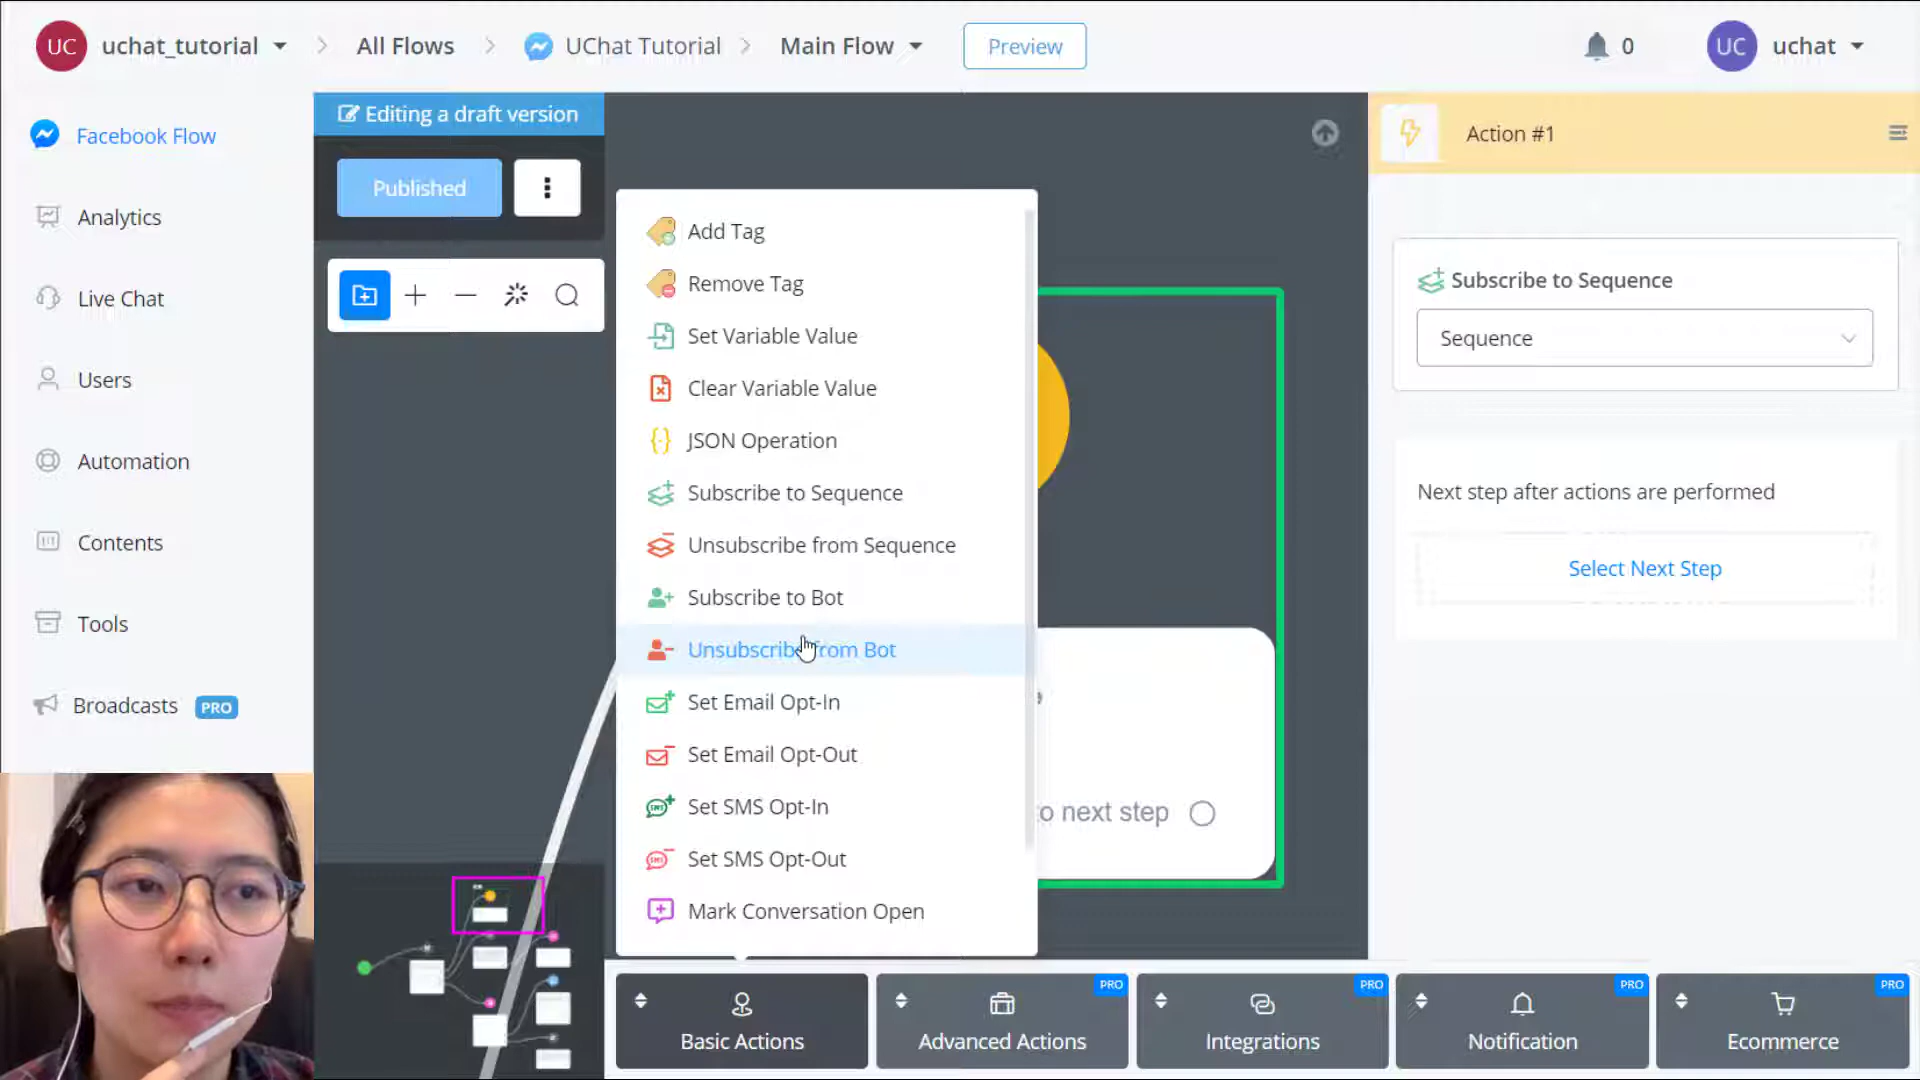 UC uchat_tutorial All Flows UChat Tutorial Main Flow Preview 0 UC uchat
Facebook Flow
Analytics
Live Chat
Users
Automation
Contents
Tools
Broadcasts PRO
Editing a draft version
Published
Add Tag
Remove Tag
Set Variable Value
Clear Variable Value
JSON Operation
Subscribe to Sequence
Unsubscribe from Sequence
Subscribe to Bot
Unsubscribe from Bot
Set Email Opt-In
Set Email Opt-Out
Set SMS Opt-In
Set SMS Opt-Out
Mark Conversation Open
next step
Action #1
Subscribe to Sequence
Sequence
Next step after actions are performed
Select Next Step
Basic Actions
PRO
Advanced Actions
PRO
Integrations
PRO
Notification
PRO
Ecommerce